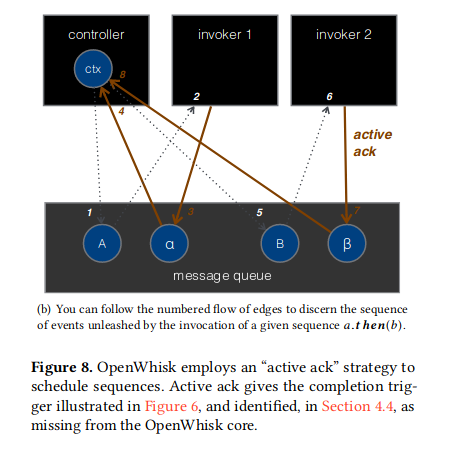 controller
invoker 1
invoker 2
ctx
8
2
6
4
active
ack
1
3
5
7
A
α
B
β
message queue
(b) You can follow the numbered flow of edges to discern the sequence
of events unleashed by the invocation of a given sequence a.then(b).
Figure 8. OpenWhisk employs an “active ack” strategy to
schedule sequences. Active ack gives the completion trig-
ger illustrated in Figure 6, and identified, in Section 4.4, as
missing from the OpenWhisk core.